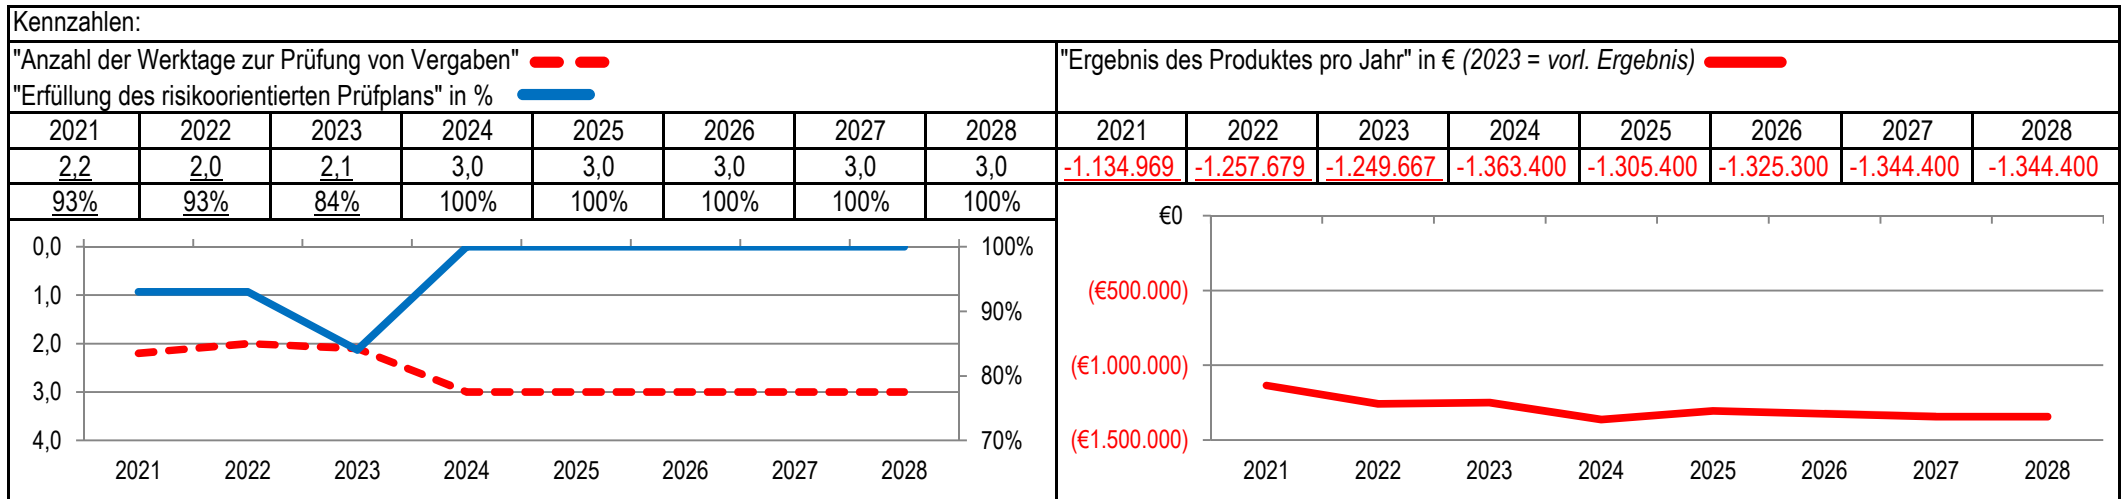 Kennzahlen:
"Anzahl der Werktage zur Prüfung von Vergaben"
"Erfüllung des risikoorientierten Prüfplans" in %
2021 2022 2023 2024 2025 2026 2027 2028
2,2 2,0 2,1 3,0 3,0 3,0 3,0 3,0
93% 93% 84% 100% 100% 100% 100% 100%
0,0 100%
1,0 90%
2,0
3,0 80%
4,0 70%
2021 2022 2023 2024 2025 2026 2027 2028
"Ergebnis des Produktes pro Jahr" in € (2023 = vorl. Ergebnis)
2021 2022 2023 2024 2025 2026 2027 2028
-1.134.969 -1.257.679 -1.249.667 -1.363.400 -1.305.400 -1.325.300 -1.344.400 -1.344.400
€0
(€500.000)
(€1.000.000)
(€1.500.000)
2021 2022 2023 2024 2025 2026 2027 2028